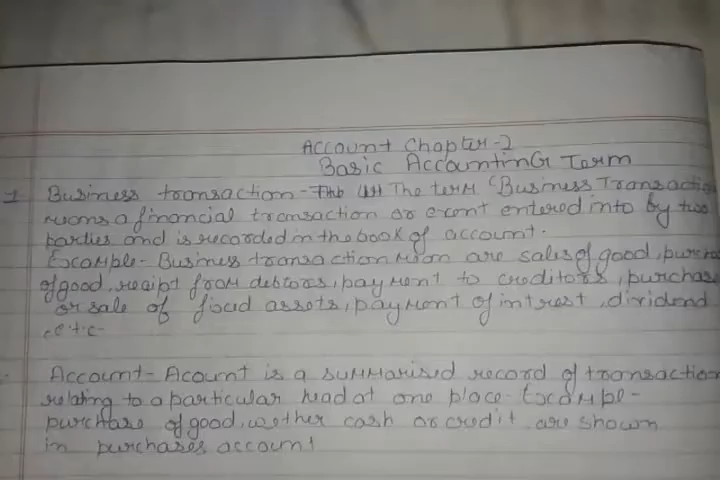 Account Chapter-2
Basic Accounting Term
1 Business transaction - The term "Business Transaction
means a financial transaction or event entered into by two
parties and is recorded in the book of account.
Example - Business transaction are sales of good, purcha
of good, recipt from debtors, payment to creditors, purchase
or sale of fixed assets, payment of intrest, dividend
e.t.c-
Account - Acount is a summarised record of transaction
relating to a particular head at one place. Example -
purchase of good, wether cash or credit are shown
in purchases account